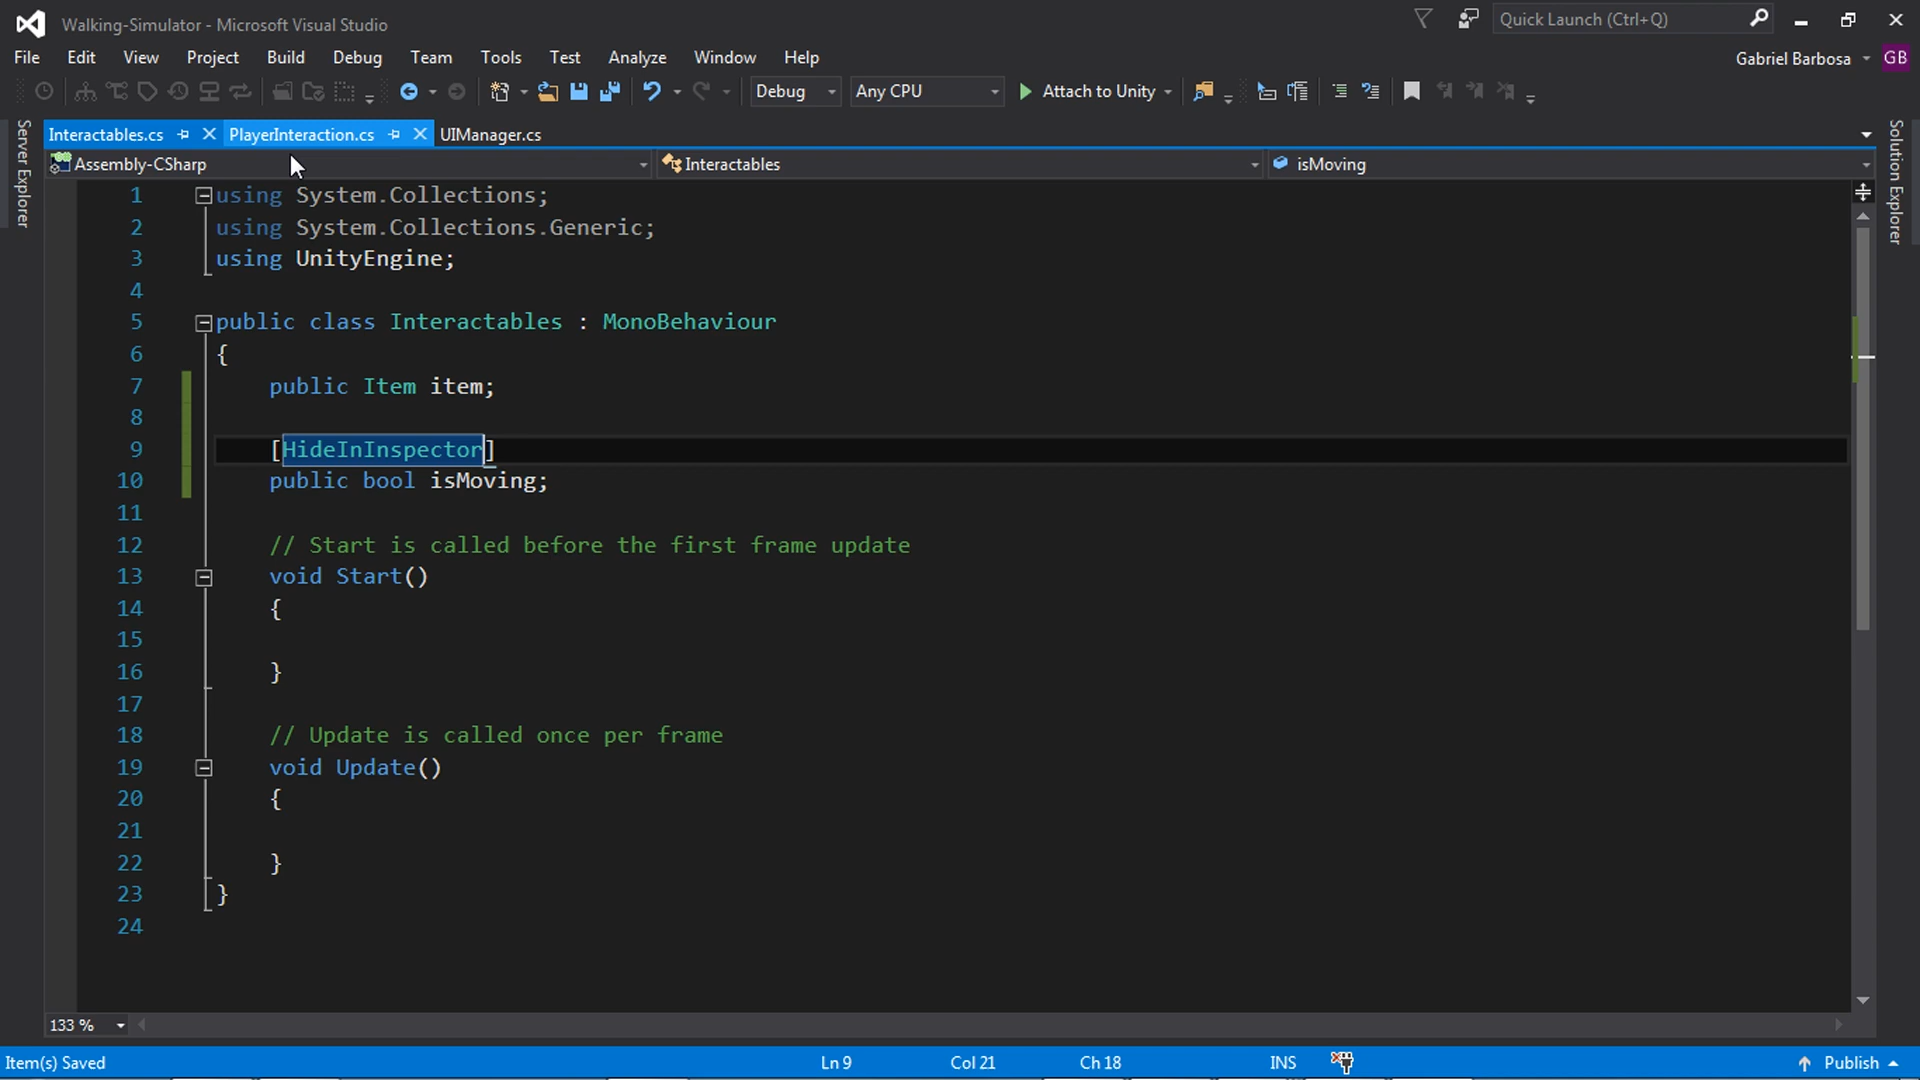 Walking-Simulator - Microsoft Visual Studio
Quick Launch (Ctrl+Q)
File Edit View Project Build Debug Team Tools Test Analyze Window Help
Gabriel Barbosa GB
Debug Any CPU Attach to Unity
Interactables.cs PlayerInteraction.cs UIManager.cs
Assembly-CSharp Interactables isMoving
Server Explorer
Solution Explorer
1 using System.Collections;
2 using System.Collections.Generic;
3 using UnityEngine;
4
5 public class Interactables : MonoBehaviour
6 {
7 public Item item;
8
9 [HideInInspector]
10 public bool isMoving;
11
12 // Start is called before the first frame update
13 void Start()
14 {
15
16 }
17
18 // Update is called once per frame
19 void Update()
20 {
21
22 }
23 }
24
133 %
Item(s) Saved Ln 9 Col 21 Ch 18 INS Publish